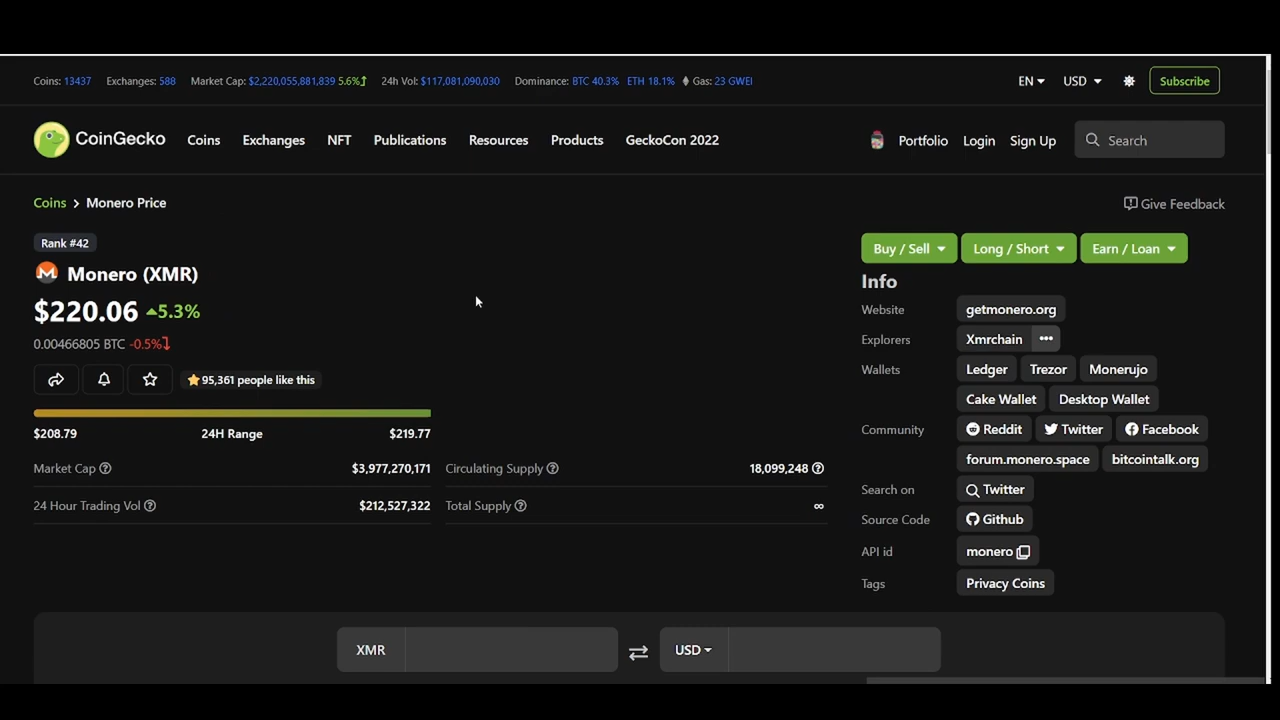 Coins: 13437 Exchanges: 588 Market Cap: $2,220,055,881,839 5.6% 24h Vol: $117,081,090,030 Dominance: BTC 40.3% ETH 18.1% Gas: 23 GWEI EN USD Subscribe
CoinGecko Coins Exchanges NFT Publications Resources Products GeckoCon 2022 Portfolio Login Sign Up Search
Coins > Monero Price Give Feedback
Rank #42
Monero (XMR)
$220.06 5.3%
0.00466805 BTC -0.5%
95,361 people like this
$208.79 24H Range $219.77
Market Cap $3,977,270,171 Circulating Supply 18,099,248
24 Hour Trading Vol $212,527,322 Total Supply ∞
Buy / Sell Long / Short Earn / Loan
Info
Website getmonero.org
Explorers Xmrchain •••
Wallets Ledger Trezor Monerujo
Cake Wallet Desktop Wallet
Community Reddit Twitter Facebook
forum.monero.space bitcointalk.org
Search on Twitter
Source Code Github
API id monero
Tags Privacy Coins
XMR USD